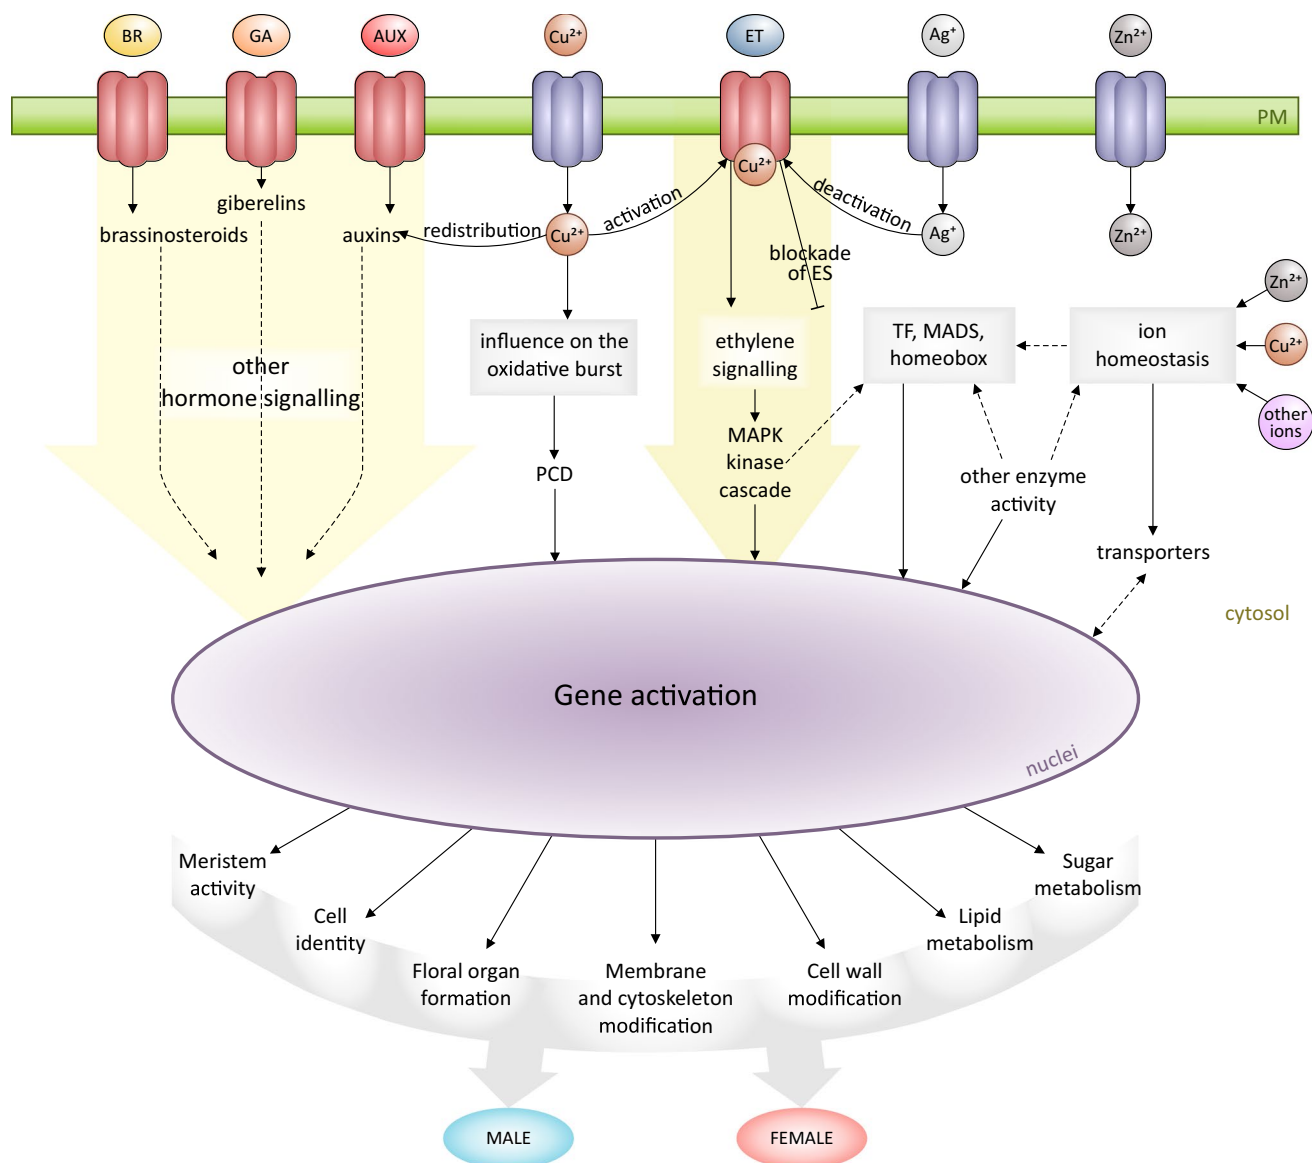 BR
GA
AUX
Cu²⁺
ET
Ag⁺
Zn²⁺
PM
Cu²⁺
giberelins
brassinosteroids
auxins
redistribution
Cu²⁺
activation
deactivation
Ag⁺
Zn²⁺
blockade
of ES
Zn²⁺
Cu²⁺
other
ions
influence on the
oxidative burst
ethylene
signalling
TF, MADS,
homeobox
ion
homeostasis
other
hormone signalling
MAPK
kinase
cascade
PCD
other enzyme
activity
transporters
cytosol
Gene activation
nuclei
Meristem
activity
Cell
identity
Floral organ
formation
Membrane
and cytoskeleton
modification
Cell wall
modification
Lipid
metabolism
Sugar
metabolism
MALE
FEMALE